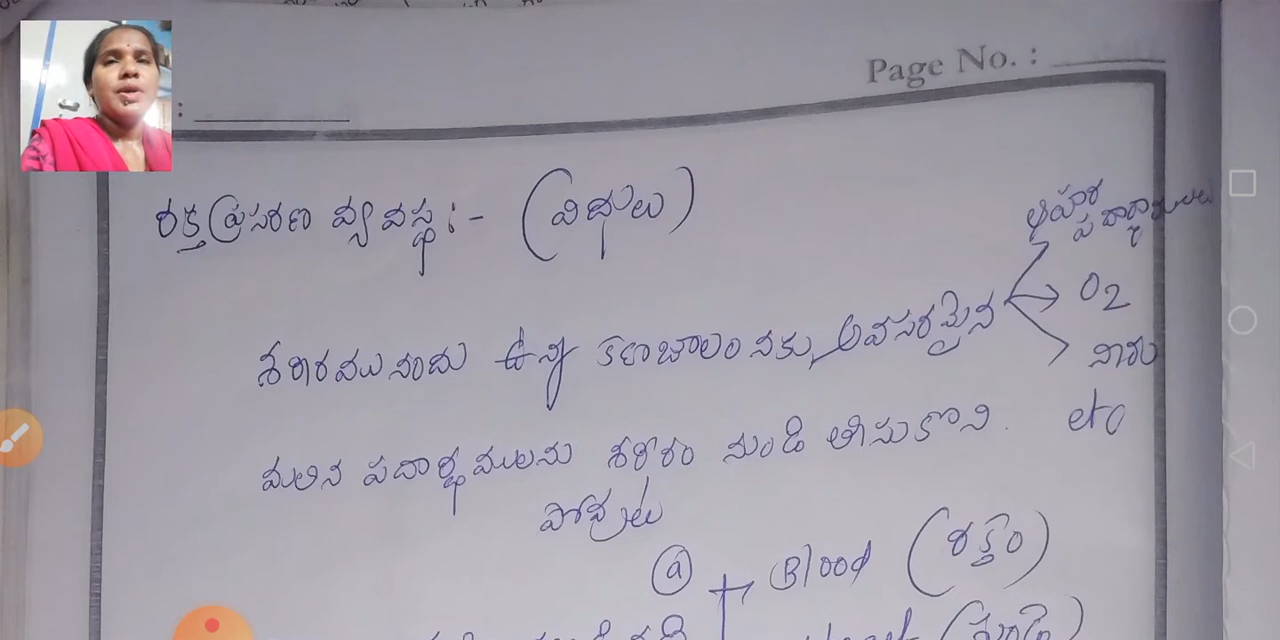 Page No. :
రక్త ప్రసరణ వ్యవస్థ :- (విధులు)
ఆహార
పదార్థములు
శరీరము నందు ఉన్న కణజాలంనకు అవసరమైన → O2
నీరు
మలిన పదార్థములను శరీరం నుండి తీసుకొని. etc
ⓐ → Blood (రక్తం)